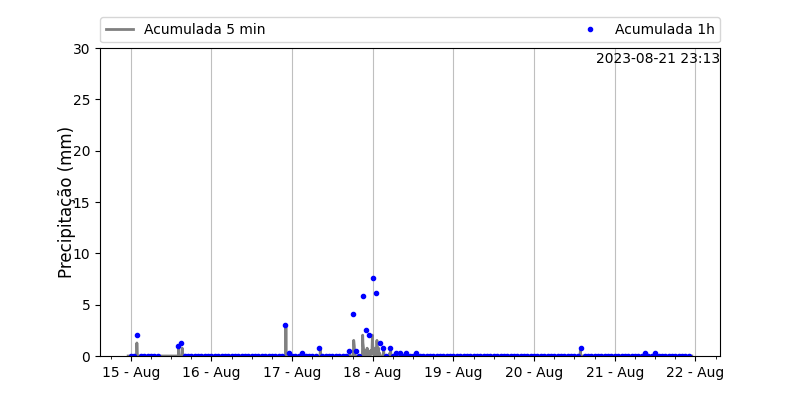 Acumulada 5 min
Acumulada 1h
2023-08-21 23:13
Precipitação (mm)
30
25
20
15
10
5
0
15 - Aug
16 - Aug
17 - Aug
18 - Aug
19 - Aug
20 - Aug
21 - Aug
22 - Aug